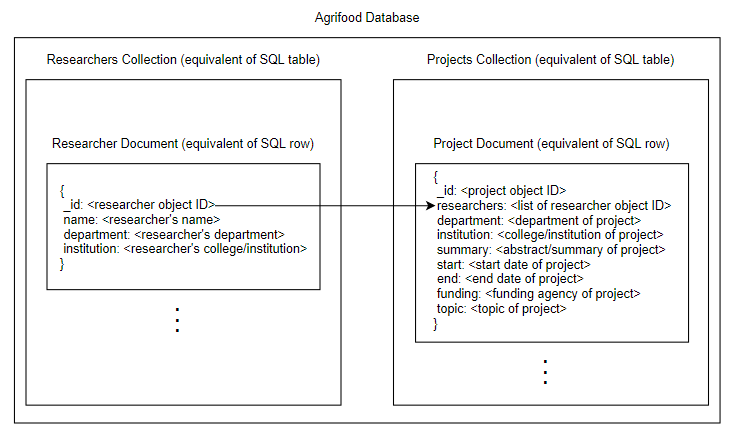 Agrifood Database
Researchers Collection (equivalent of SQL table)
Researcher Document (equivalent of SQL row)
{
_id: <researcher object ID>
name: <researcher's name>
department: <researcher's department>
institution: <researcher's college/institution>
}
Projects Collection (equivalent of SQL table)
Project Document (equivalent of SQL row)
{
_id: <project object ID>
researchers: <list of researcher object ID>
department: <department of project>
institution: <college/institution of project>
summary: <abstract/summary of project>
start: <start date of project>
end: <end date of project>
funding: <funding agency of project>
topic: <topic of project>
}